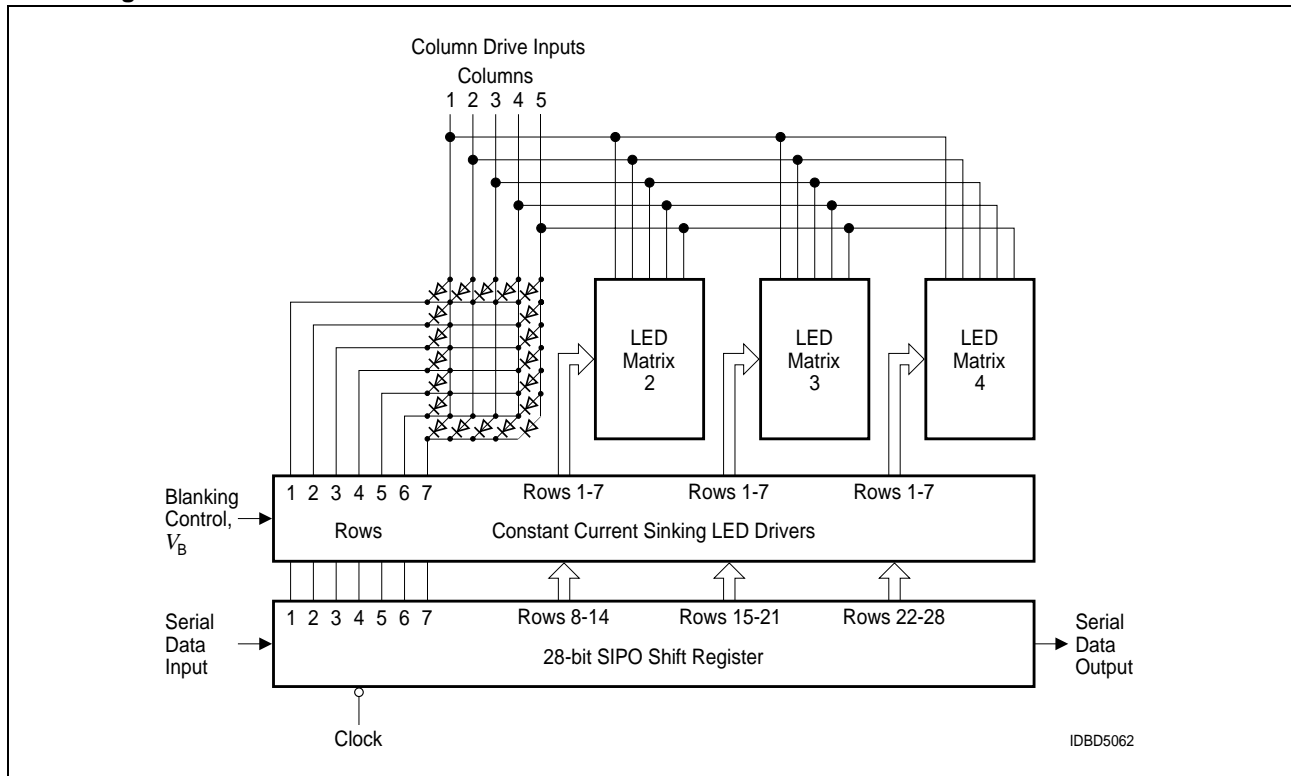 Column Drive Inputs
Columns
1 2 3 4 5
LED
Matrix
2
LED
Matrix
3
LED
Matrix
4
Blanking
Control,
V_B
1 2 3 4 5 6 7
Rows 1-7
Rows 1-7
Rows 1-7
Rows
Constant Current Sinking LED Drivers
Serial
Data
Input
1 2 3 4 5 6 7
Rows 8-14
Rows 15-21
Rows 22-28
28-bit SIPO Shift Register
Serial
Data
Output
Clock
IDBD5062